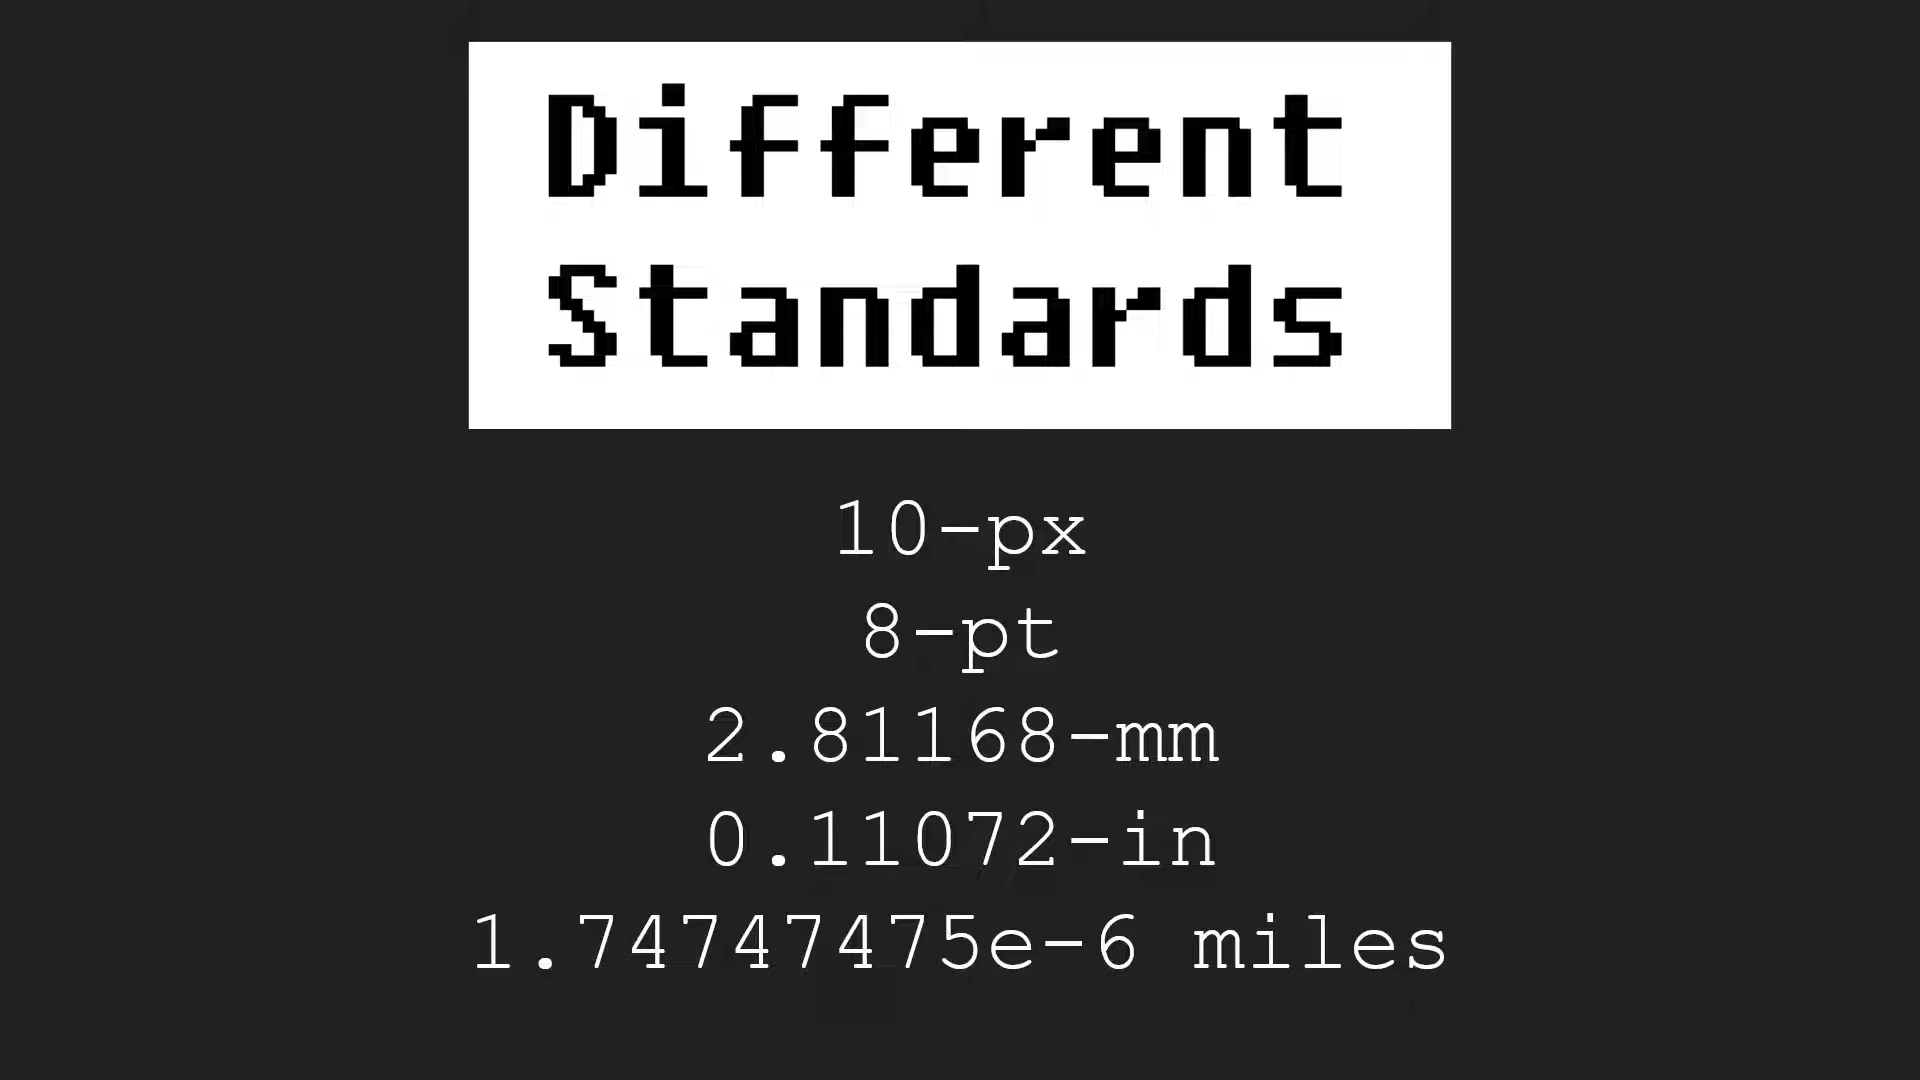 Different
Standards
10-px
8-pt
2.81168-mm
0.11072-in
1.74747475e-6 miles